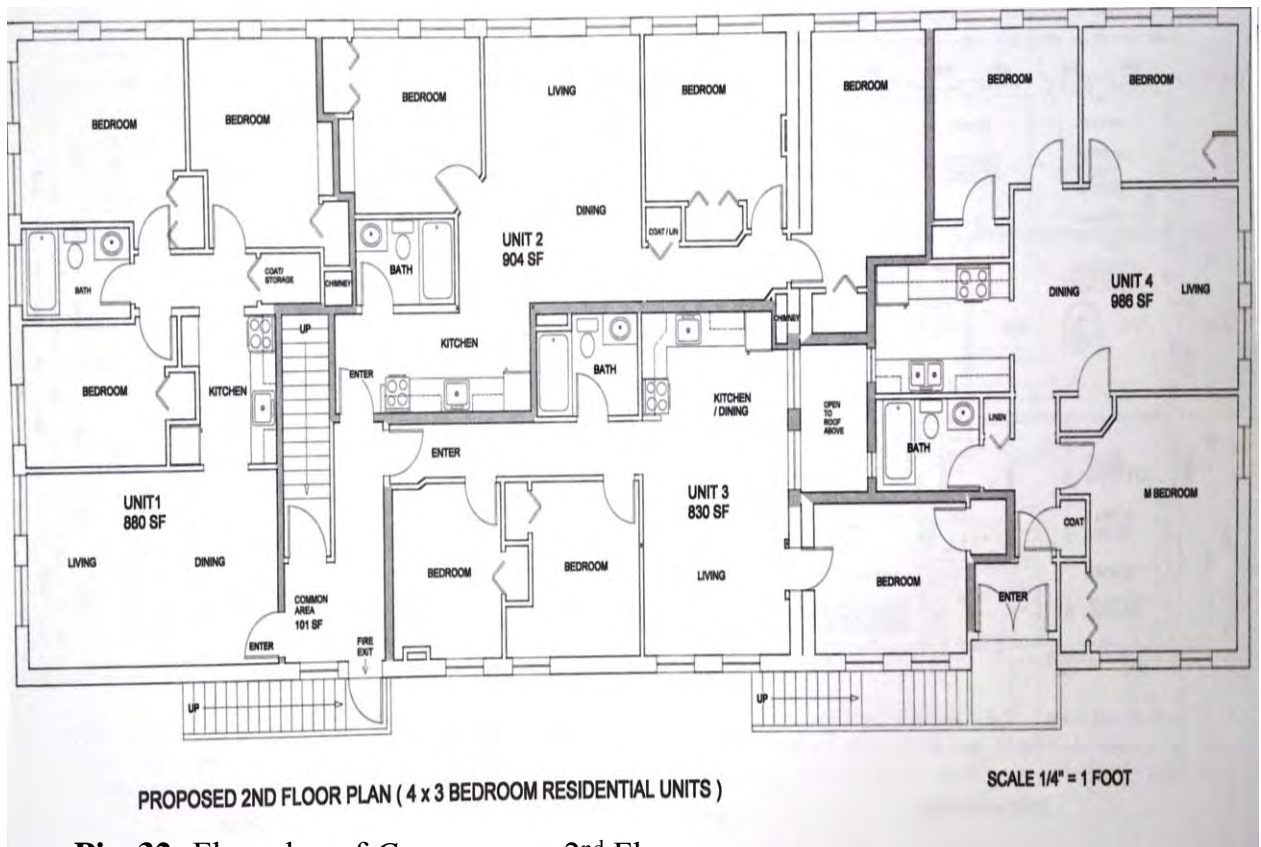 BEDROOM
BEDROOM
BEDROOM
LIVING
BEDROOM
BEDROOM
BEDROOM
BEDROOM
DINING
COAT / LIN
UNIT 2
904 SF
BATH
BATH
COAT/
STORAGE
CHIMNEY
UNIT 4
986 SF
DINING
LIVING
UP
CHIMNEY
KITCHEN
BATH
ENTER
BEDROOM
KITCHEN
KITCHEN
/ DINING
OPEN
TO
ROOF
ABOVE
LINEN
BATH
ENTER
UNIT1
880 SF
UNIT 3
830 SF
M BEDROOM
COAT
LIVING
DINING
BEDROOM
BEDROOM
LIVING
BEDROOM
COMMON
AREA
101 SF
ENTER
ENTER
FIRE
EXIT
UP
UP
PROPOSED 2ND FLOOR PLAN ( 4 x 3 BEDROOM RESIDENTIAL UNITS )
SCALE 1/4" = 1 FOOT